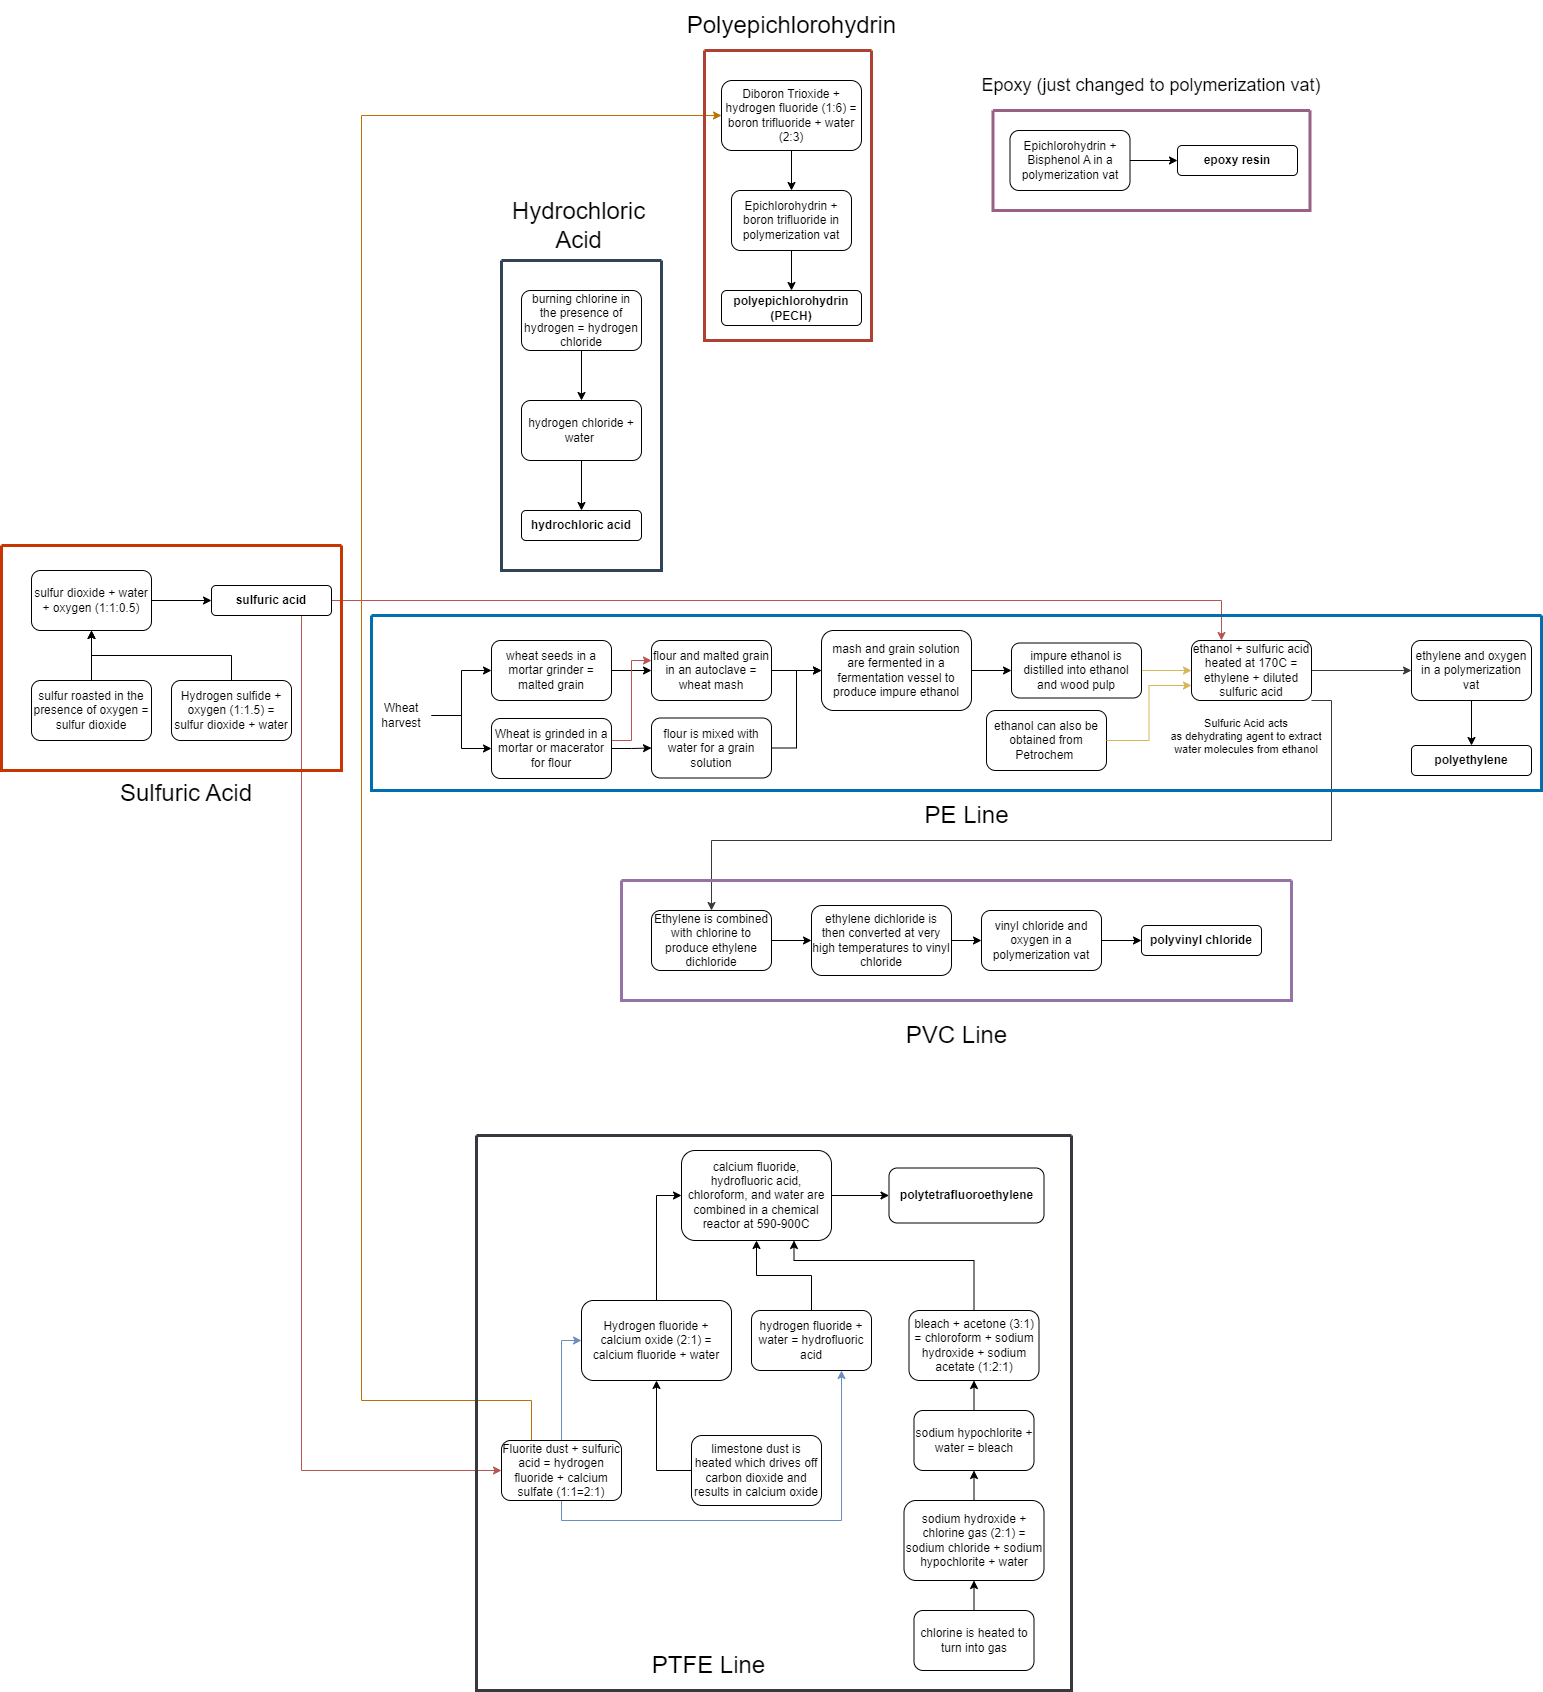 Polyepichlorohydrin
Diboron Trioxide +
hydrogen fluoride (1:6) =
boron trifluoride + water
(2:3)
Epichlorohydrin +
boron trifluoride in
polymerization vat
polyepichlorohydrin
(PECH)
Epoxy (just changed to polymerization vat)
Epichlorohydrin +
Bisphenol A in a
polymerization vat
epoxy resin
Hydrochloric
Acid
burning chlorine in
the presence of
hydrogen = hydrogen
chloride
hydrogen chloride +
water
hydrochloric acid
sulfur dioxide + water
+ oxygen (1:1:0.5)
sulfuric acid
sulfur roasted in the
presence of oxygen =
sulfur dioxide
Hydrogen sulfide +
oxygen (1:1.5) =
sulfur dioxide + water
Sulfuric Acid
Wheat
harvest
wheat seeds in a
mortar grinder =
malted grain
Wheat is grinded in a
mortar or macerator
for flour
flour and malted grain
in an autoclave =
wheat mash
flour is mixed with
water for a grain
solution
mash and grain solution
are fermented in a
fermentation vessel to
produce impure ethanol
impure ethanol is
distilled into ethanol
and wood pulp
ethanol can also be
obtained from
Petrochem
ethanol + sulfuric acid
heated at 170C =
ethylene + diluted
sulfuric acid
Sulfuric Acid acts
as dehydrating agent to extract
water molecules from ethanol
ethylene and oxygen
in a polymerization
vat
polyethylene
PE Line
Ethylene is combined
with chlorine to
produce ethylene
dichloride
ethylene dichloride is
then converted at very
high temperatures to vinyl
chloride
vinyl chloride and
oxygen in a
polymerization vat
polyvinyl chloride
PVC Line
calcium fluoride,
hydrofluoric acid,
chloroform, and water are
combined in a chemical
reactor at 590-900C
polytetrafluoroethylene
Hydrogen fluoride +
calcium oxide (2:1) =
calcium fluoride + water
hydrogen fluoride +
water = hydrofluoric
acid
bleach + acetone (3:1)
= chloroform + sodium
hydroxide + sodium
acetate (1:2:1)
Fluorite dust + sulfuric
acid = hydrogen
fluoride + calcium
sulfate (1:1=2:1)
limestone dust is
heated which drives off
carbon dioxide and
results in calcium oxide
sodium hypochlorite +
water = bleach
sodium hydroxide +
chlorine gas (2:1) =
sodium chloride + sodium
hypochlorite + water
chlorine is heated to
turn into gas
PTFE Line